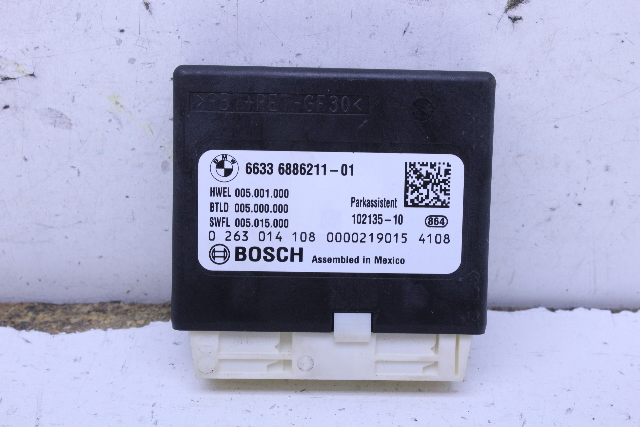 BMW
6633 6886211-01
HWEL 005.001.000
BTLD 005.000.000
SWFL 005.015.000
Parkassistent
102135-10
864
0 263 014 108 0000219015 4108
BOSCH Assembled in Mexico